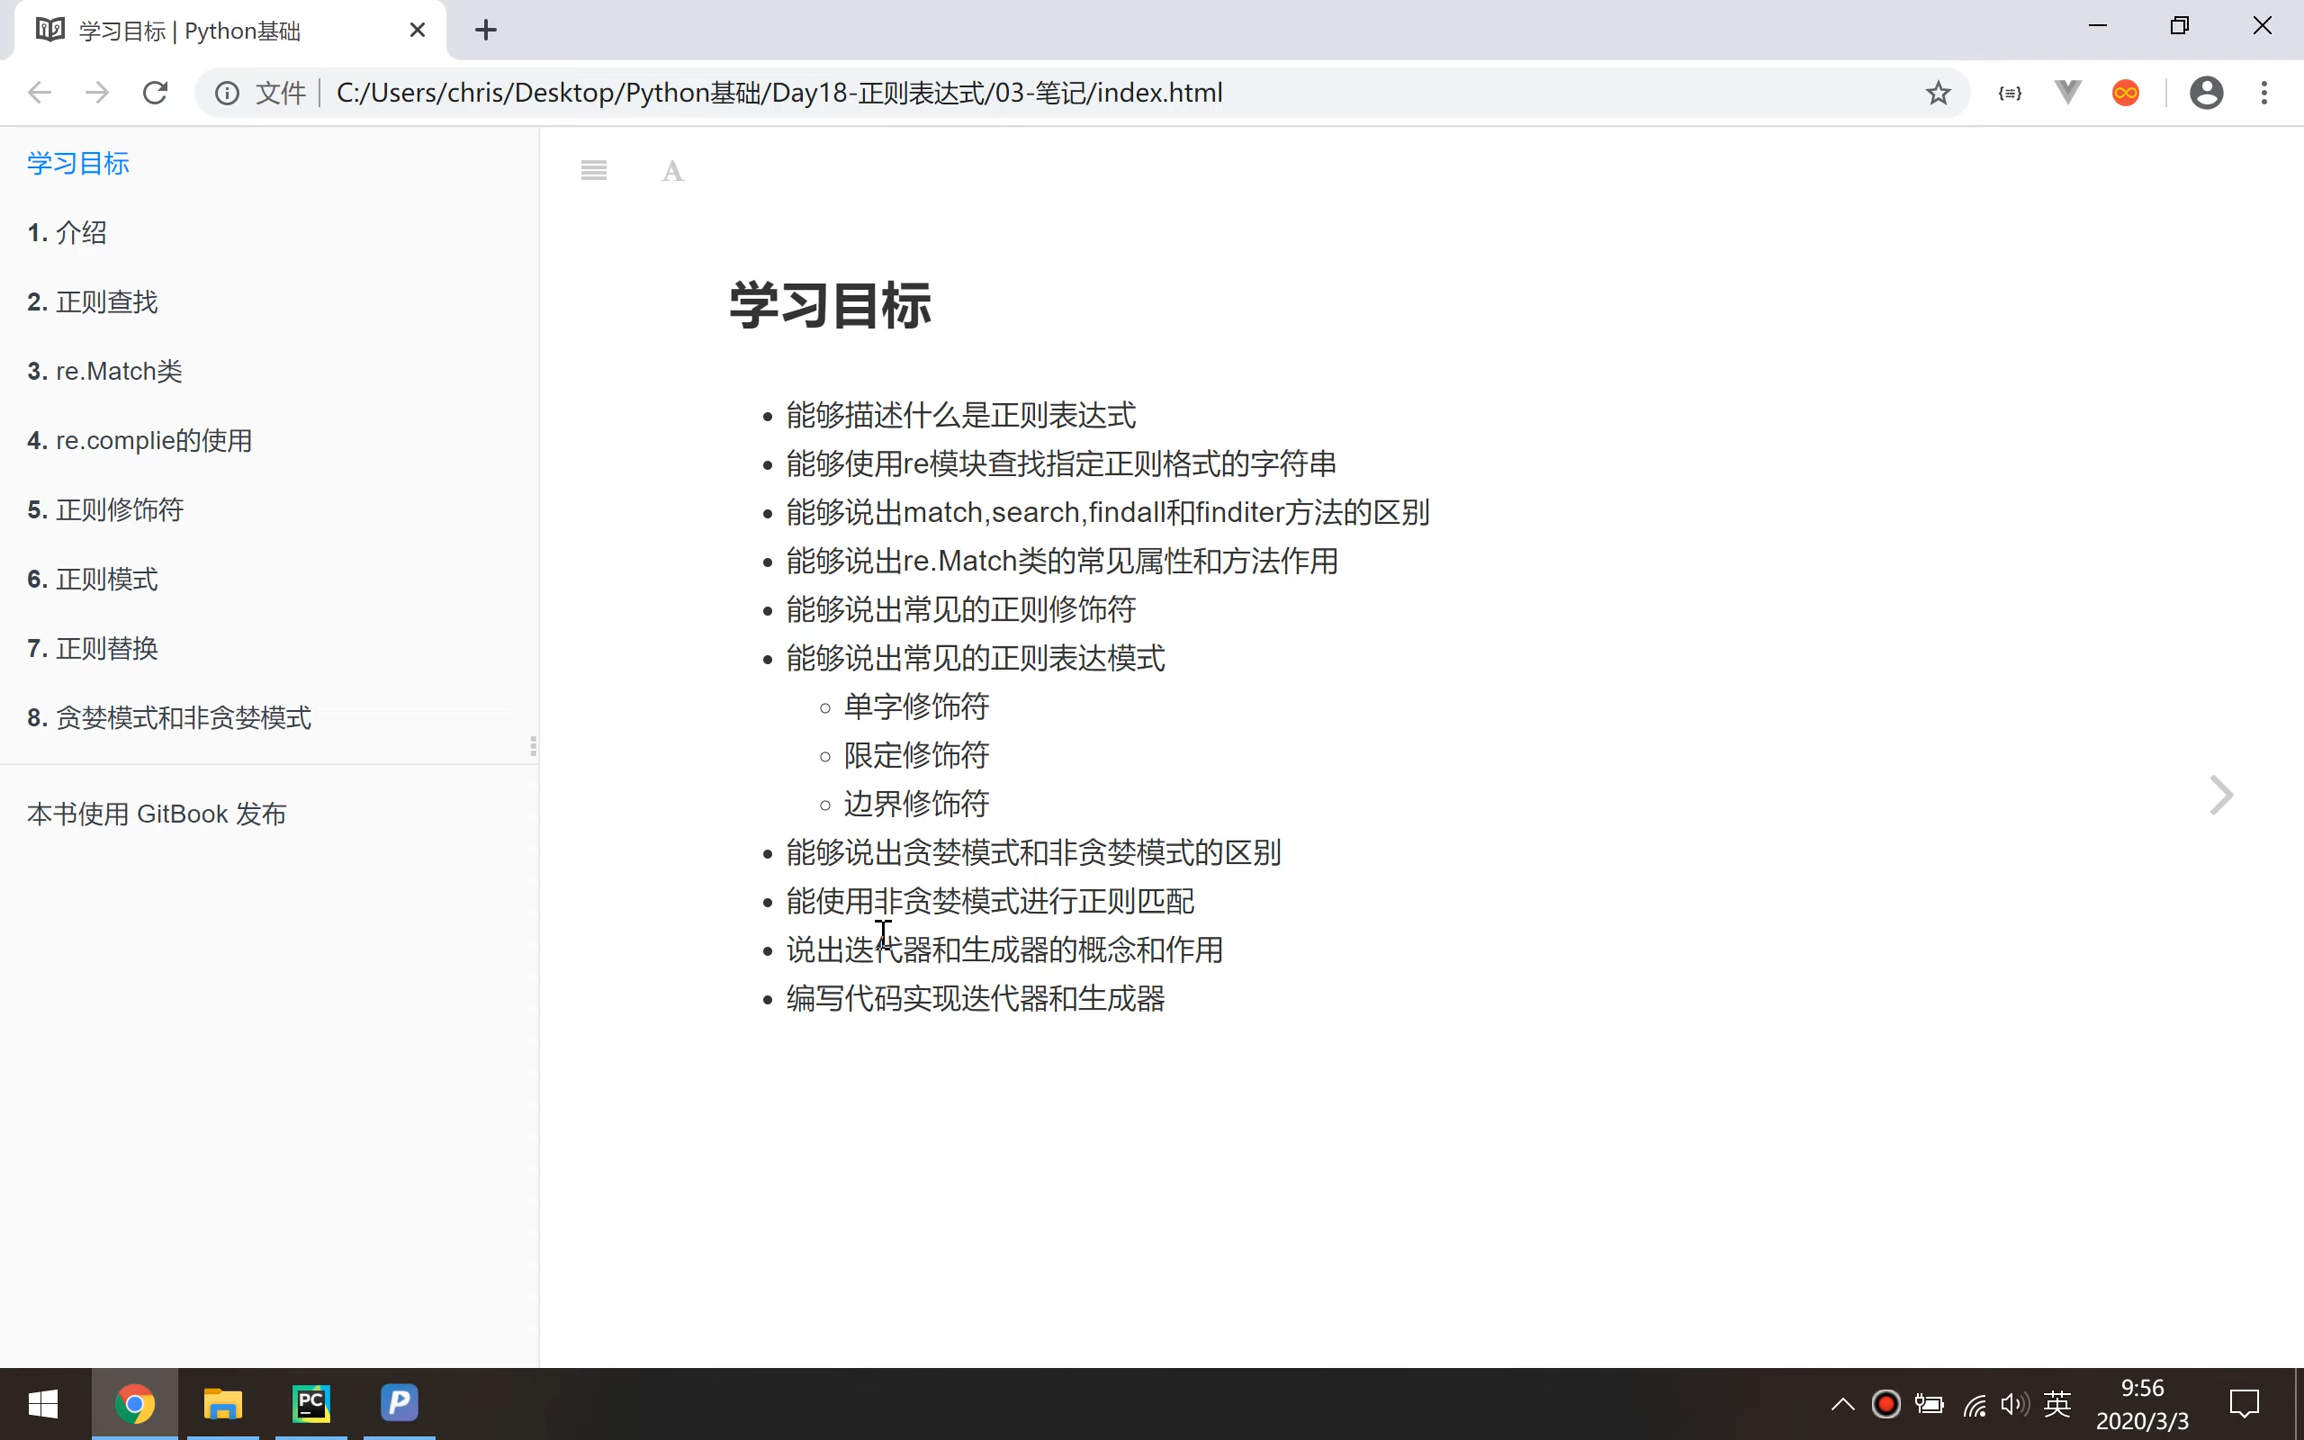 学习目标 | Python基础
文件 C:/Users/chris/Desktop/Python基础/Day18-正则表达式/03-笔记/index.html
学习目标
1. 介绍
2. 正则查找
3. re.Match类
4. re.complie的使用
5. 正则修饰符
6. 正则模式
7. 正则替换
8. 贪婪模式和非贪婪模式
本书使用 GitBook 发布
A
学习目标
能够描述什么是正则表达式
能够使用re模块查找指定正则格式的字符串
能够说出match,search,findall和finditer方法的区别
能够说出re.Match类的常见属性和方法作用
能够说出常见的正则修饰符
能够说出常见的正则表达模式
单字修饰符
限定修饰符
边界修饰符
能够说出贪婪模式和非贪婪模式的区别
能使用非贪婪模式进行正则匹配
说出迭代器和生成器的概念和作用
编写代码实现迭代器和生成器
PC
P
英
9:56
2020/3/3